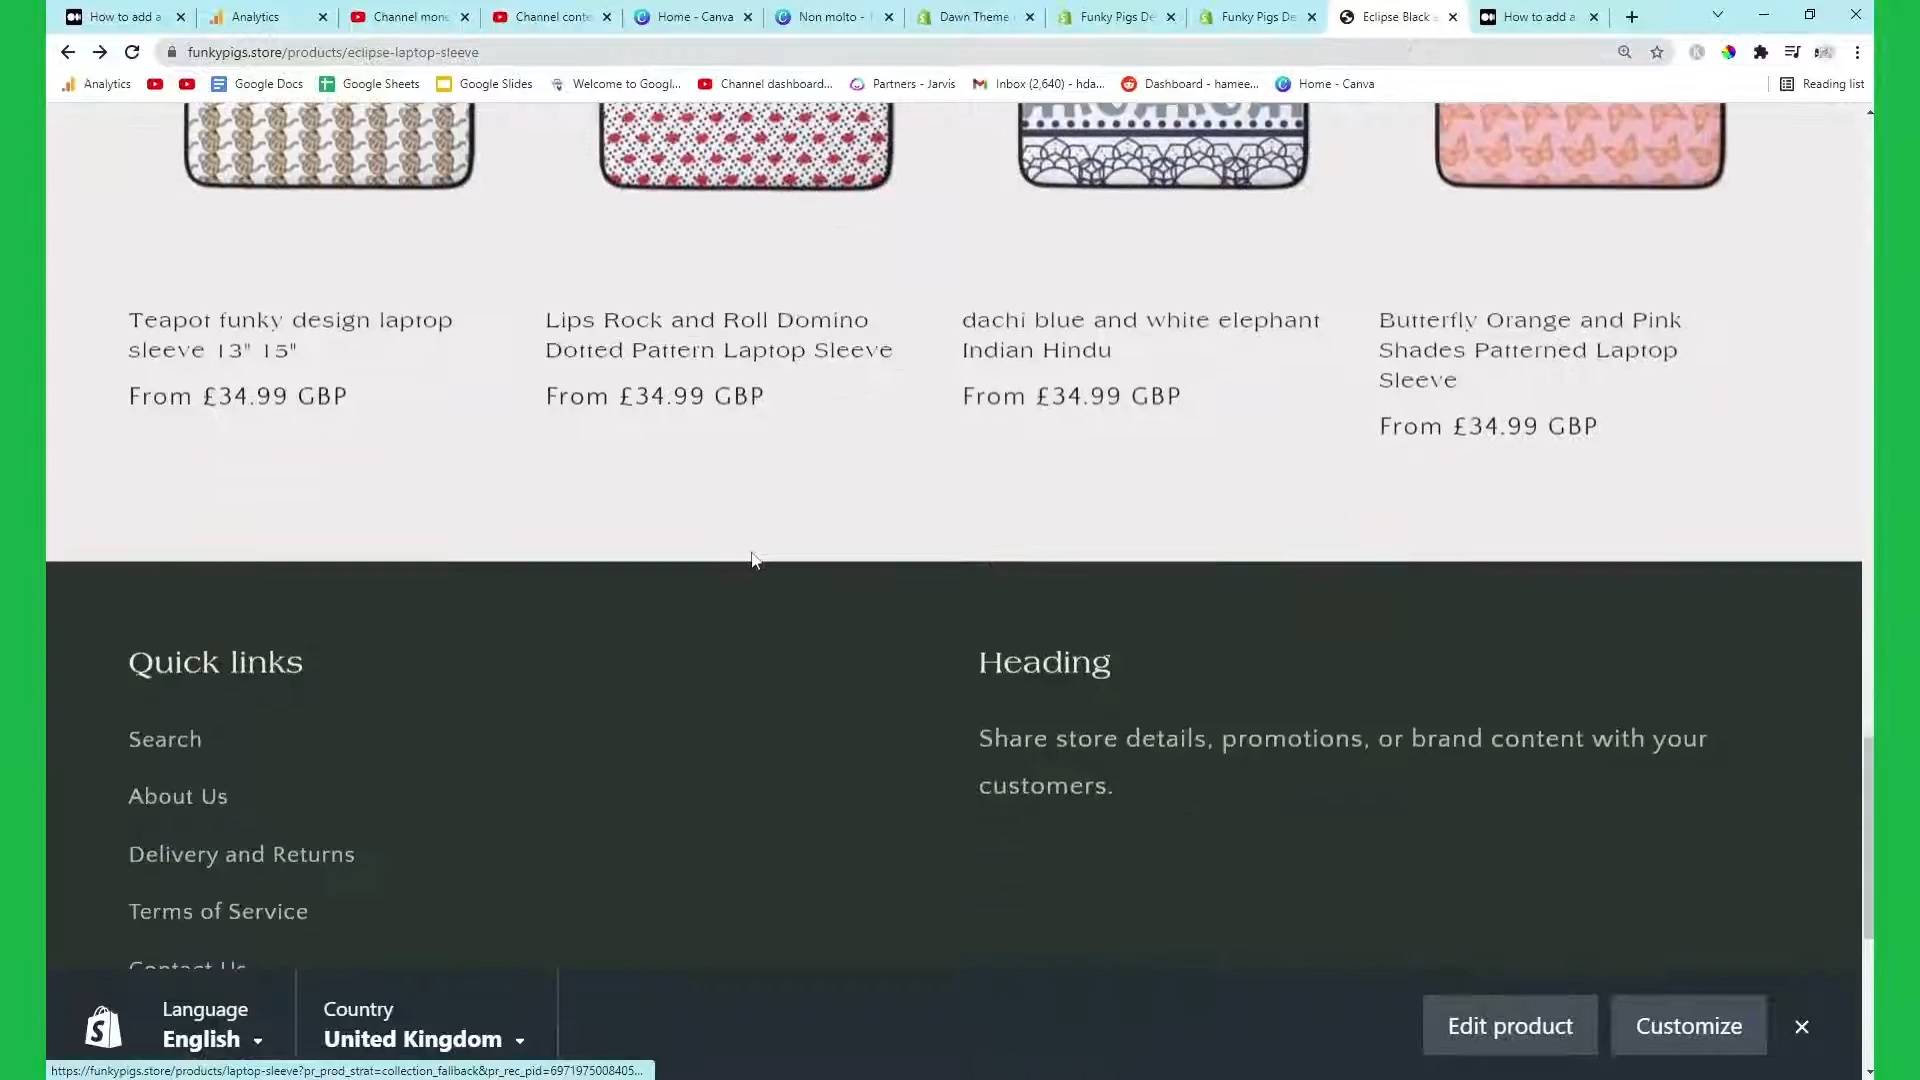 How to add a
Analytics
Channel mone
Channel conte
Home - Canva
Non molto -
Dawn Theme
Funky Pigs De
Funky Pigs De
Eclipse Black
How to add a
funkypigs.store/products/eclipse-laptop-sleeve
Analytics
Google Docs
Google Sheets
Google Slides
Welcome to Googl...
Channel dashboard...
Partners - Jarvis
Inbox (2,640) - hda...
Dashboard - hamee...
Home - Canva
Reading list
Teapot funky design laptop
sleeve 13" 15"
From £34.99 GBP
Lips Rock and Roll Domino
Dotted Pattern Laptop Sleeve
From £34.99 GBP
dachi blue and white elephant
Indian Hindu
From £34.99 GBP
Butterfly Orange and Pink
Shades Patterned Laptop
Sleeve
From £34.99 GBP
Quick links
Search
About Us
Delivery and Returns
Terms of Service
Contact Us
Heading
Share store details, promotions, or brand content with your
customers.
Language
English
Country
United Kingdom
Edit product
Customize
https://funkypigs.store/products/laptop-sleeve?pr_prod_strat=collection_fallback&pr_rec_pid=6971975008405...